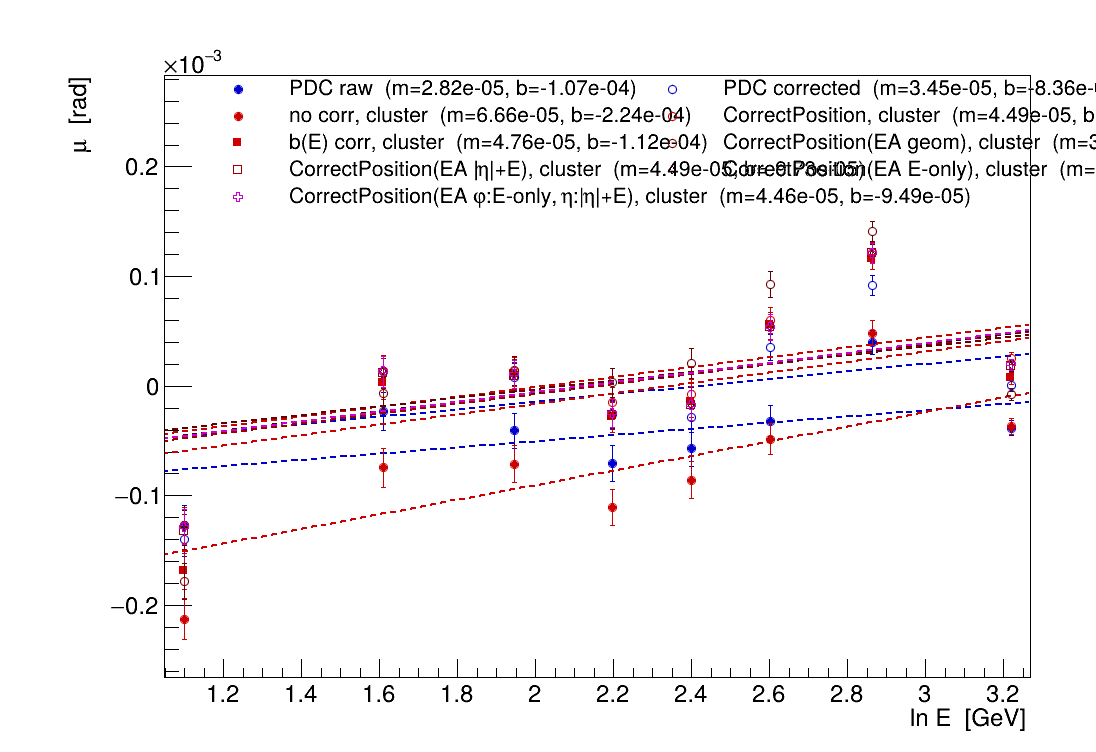 ×10⁻³
μ [rad]
PDC raw (m=2.82e-05, b=-1.07e-04)
PDC corrected (m=3.45e-05, b=-8.36e-
no corr, cluster (m=6.66e-05, b=-2.24e-04)
CorrectPosition, cluster (m=4.49e-05, b
b(E) corr, cluster (m=4.76e-05, b=-1.12e-04)
CorrectPosition(EA geom), cluster (m=3
CorrectPosition(EA |η|+E), cluster (m=4.49e-05, b=-9.73e-05)
CorrectPosition(EA E-only), cluster (m=
CorrectPosition(EA φ:E-only, η:|η|+E), cluster (m=4.46e-05, b=-9.49e-05)
0.2
0.1
0
−0.1
−0.2
1.2 1.4 1.6 1.8 2 2.2 2.4 2.6 2.8 3 3.2
ln E [GeV]